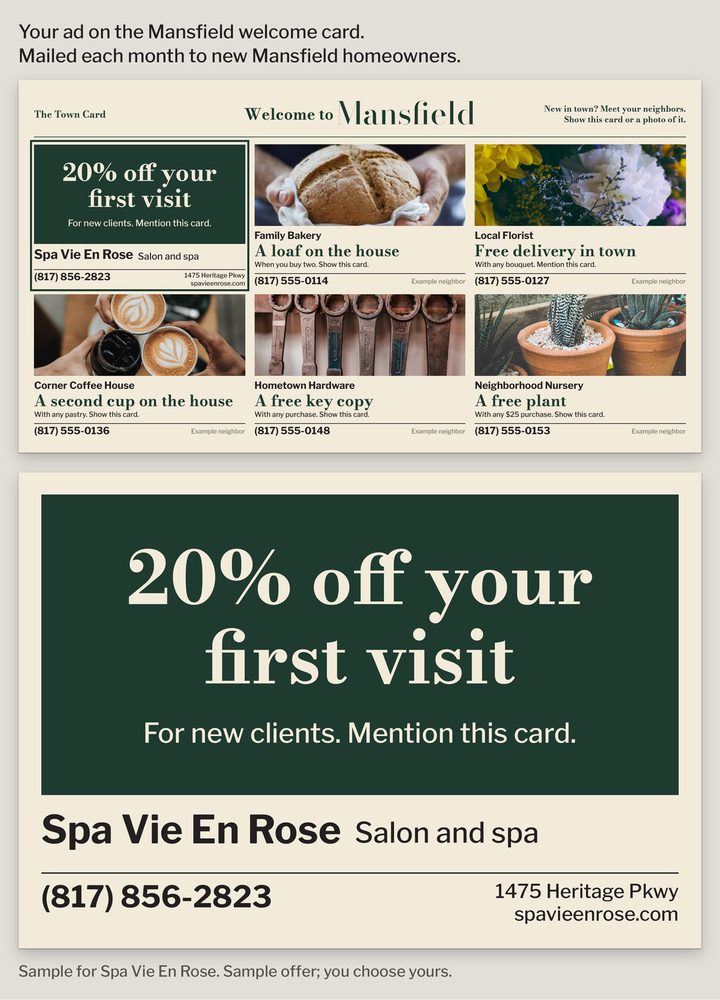 Your ad on the Mansfield welcome card.
Mailed each month to new Mansfield homeowners.
The Town Card
Welcome to Mansfield
New in town? Meet your neighbors.
Show this card or a photo of it.
20% off your
first visit
For new clients. Mention this card.
Spa Vie En Rose Salon and spa
(817) 856-2823
1475 Heritage Pkwy
spavieenrose.com
Family Bakery
A loaf on the house
When you buy two. Show this card.
(817) 555-0114 Example neighbor
Local Florist
Free delivery in town
With any bouquet. Mention this card.
(817) 555-0127 Example neighbor
Corner Coffee House
A second cup on the house
With any pastry. Show this card.
(817) 555-0136 Example neighbor
Hometown Hardware
A free key copy
With any purchase. Show this card.
(817) 555-0148 Example neighbor
Neighborhood Nursery
A free plant
With any $25 purchase. Show this card.
(817) 555-0153 Example neighbor
20% off your
first visit
For new clients. Mention this card.
Spa Vie En Rose Salon and spa
(817) 856-2823
1475 Heritage Pkwy
spavieenrose.com
Sample for Spa Vie En Rose. Sample offer; you choose yours.